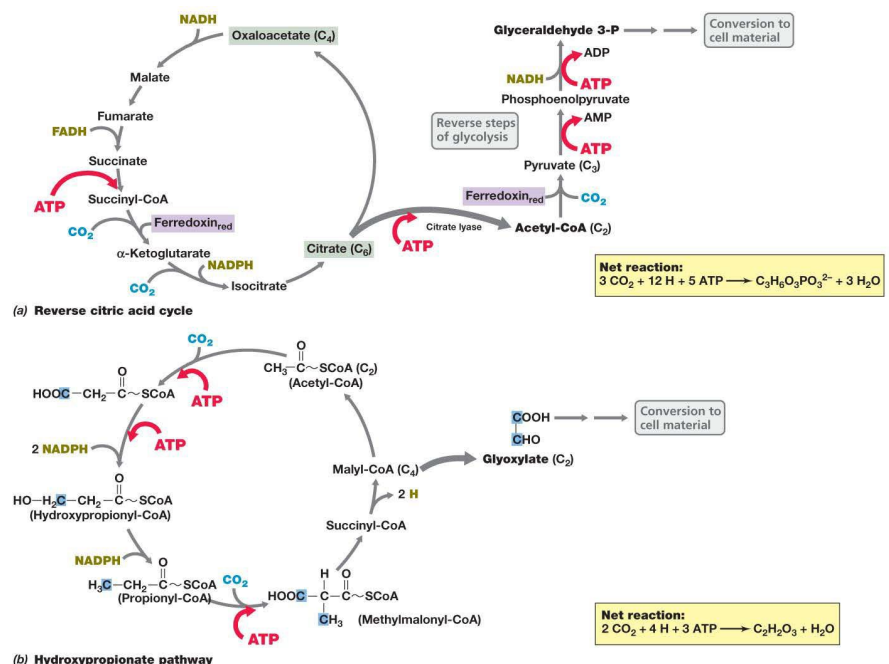 NADH
Oxaloacetate (C4)
Malate
Fumarate
FADH
Succinate
Succinyl-CoA
ATP
CO2
Ferredoxinred
α-Ketoglutarate
NADPH
CO2
Isocitrate
Citrate (C6)
Citrate lyase
ATP
Glyceraldehyde 3-P
Conversion to
cell material
ADP
NADH
ATP
Phosphoenolpyruvate
Reverse steps
of glycolysis
AMP
ATP
Pyruvate (C3)
Ferredoxinred
CO2
Acetyl-CoA (C2)
Net reaction:
3 CO2 + 12 H + 5 ATP ⟶ C3H6O3PO3²⁻ + 3 H2O
(a) Reverse citric acid cycle
CO2
O
CH3—C~SCoA (C2)
(Acetyl-CoA)
O
HOOC—CH2—C~SCoA
ATP
2 NADPH
ATP
O
HO—H2C—CH2—C~SCoA
(Hydroxypropionyl-CoA)
NADPH
O
H3C—CH2—C~SCoA
(Propionyl-CoA)
CO2
ATP
H O
HOOC—C—C~SCoA
CH3
(Methylmalonyl-CoA)
Succinyl-CoA
2 H
Malyl-CoA (C4)
COOH
CHO
Glyoxylate (C2)
Conversion to
cell material
Net reaction:
2 CO2 + 4 H + 3 ATP ⟶ C2H2O3 + H2O
(b) Hydroxypropionate pathway